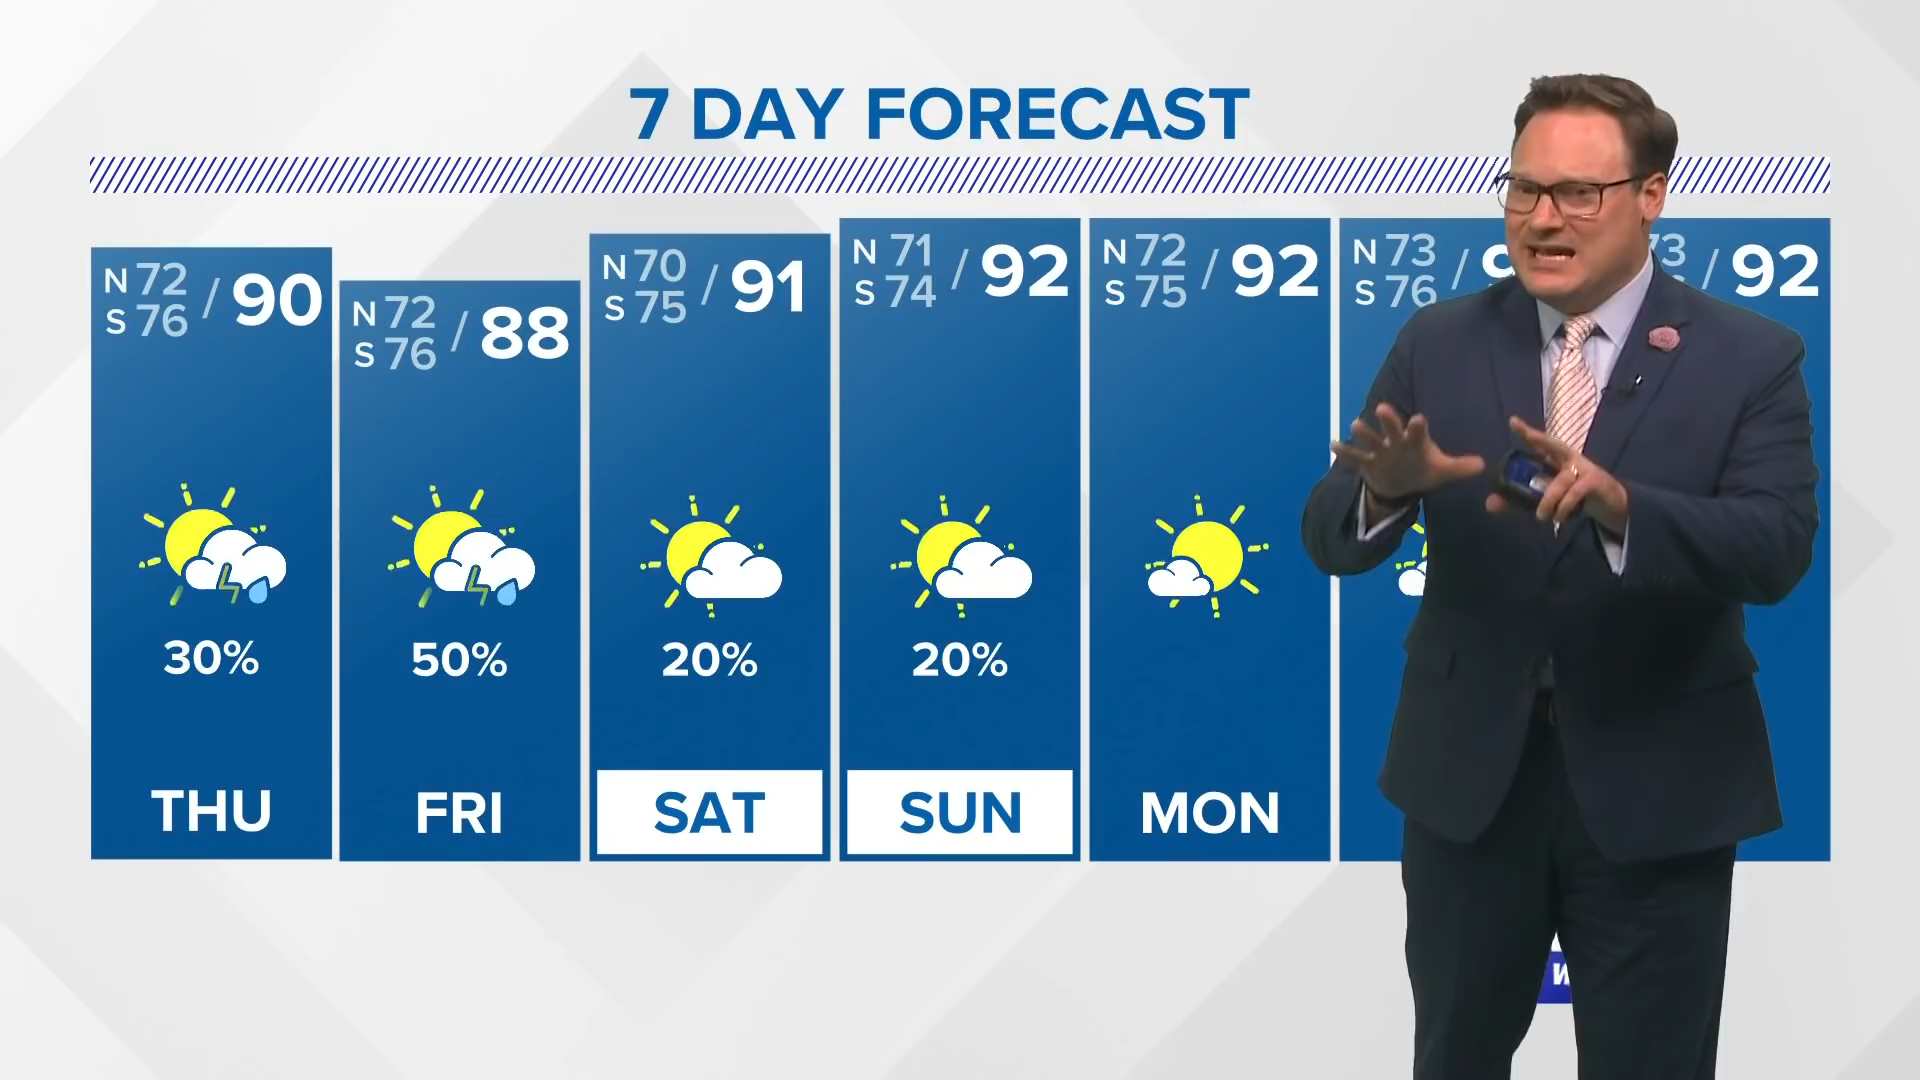 7 DAY FORECAST
N 72
S 76 / 90
N 72
S 76 / 88
N 70
S 75 / 91
N 71
S 74 / 92
N 72
S 75 / 92
N 73
S 76 /
73
/ 92
30%
50%
20%
20%
THU
FRI
SAT
SUN
MON